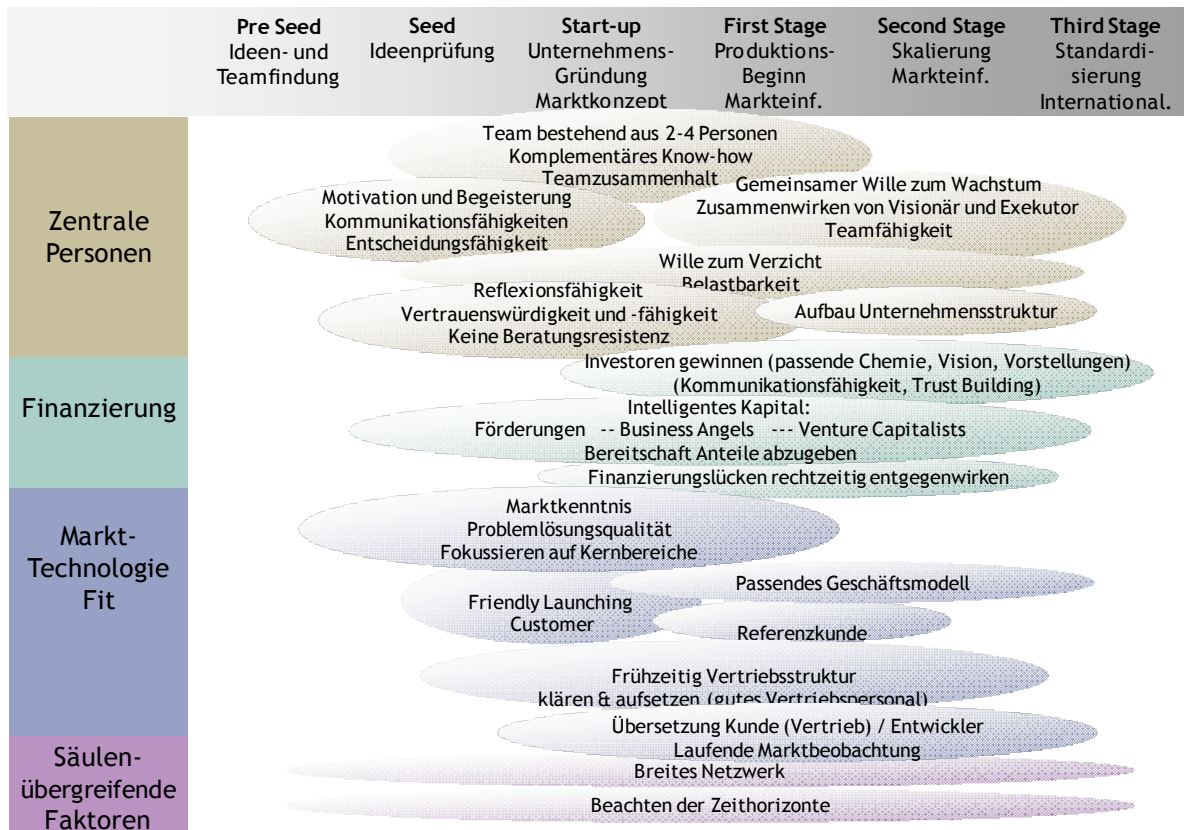 Pre Seed
Ideen- und
Teamfindung
Seed
Ideenprüfung
Start-up
Unternehmens-
Gründung
Marktkonzept
First Stage
Produktions-
Beginn
Markteinf.
Second Stage
Skalierung
Markteinf.
Third Stage
Standardi-
sierung
International.
Zentrale
Personen
Team bestehend aus 2-4 Personen
Komplementäres Know-how
Teamzusammenhalt
Motivation und Begeisterung
Kommunikationsfähigkeiten
Entscheidungsfähigkeit
Gemeinsamer Wille zum Wachstum
Zusammenwirken von Visionär und Exekutor
Teamfähigkeit
Wille zum Verzicht
Belastbarkeit
Reflexionsfähigkeit
Vertrauenswürdigkeit und -fähigkeit
Keine Beratungsresistenz
Aufbau Unternehmensstruktur
Finanzierung
Investoren gewinnen (passende Chemie, Vision, Vorstellungen)
(Kommunikationsfähigkeit, Trust Building)
Intelligentes Kapital:
Förderungen -- Business Angels --- Venture Capitalists
Bereitschaft Anteile abzugeben
Finanzierungslücken rechtzeitig entgegenwirken
Markt-
Technologie
Fit
Marktkenntnis
Problemlösungsqualität
Fokussieren auf Kernbereiche
Passendes Geschäftsmodell
Friendly Launching
Customer
Referenzkunde
Frühzeitig Vertriebsstruktur
klären & aufsetzen (gutes Vertriebspersonal)
Übersetzung Kunde (Vertrieb) / Entwickler
Laufende Marktbeobachtung
Säulen-
übergreifende
Faktoren
Breites Netzwerk
Beachten der Zeithorizonte